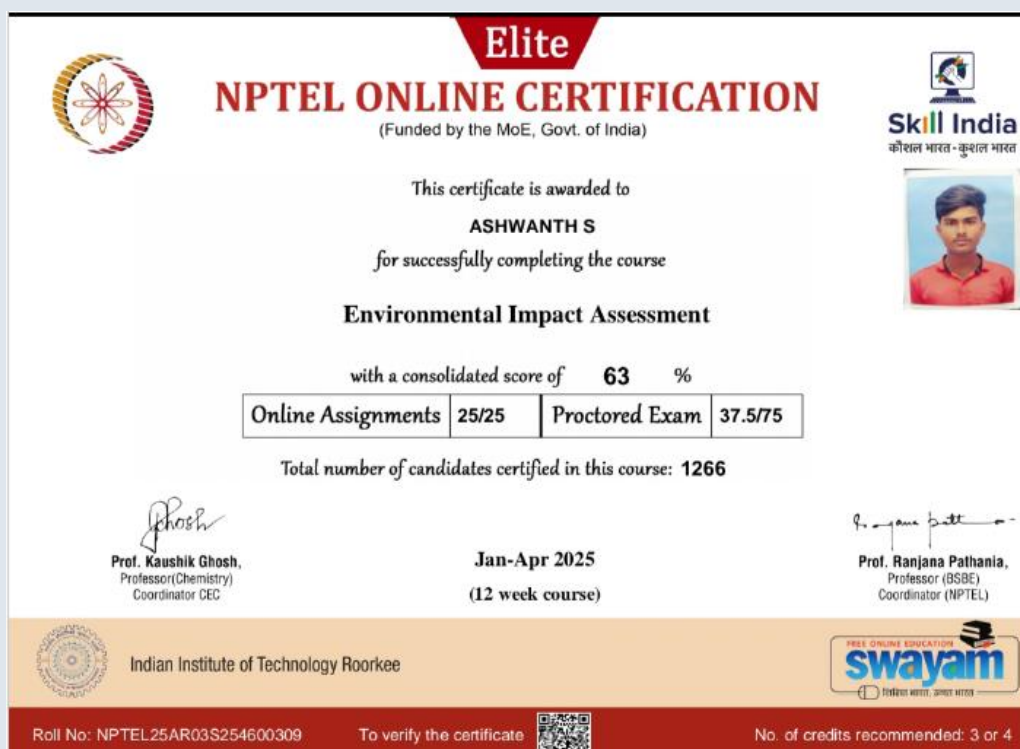 Elite
NPTEL ONLINE CERTIFICATION
(Funded by the MoE, Govt. of India)
Skill India
कौशल भारत - कुशल भारत
This certificate is awarded to
ASHWANTH S
for successfully completing the course
Environmental Impact Assessment
with a consolidated score of 63 %
Online Assignments 25/25 Proctored Exam 37.5/75
Total number of candidates certified in this course: 1266
Prof. Kaushik Ghosh,
Professor(Chemistry)
Coordinator CEC
Jan-Apr 2025
(12 week course)
Prof. Ranjana Pathania,
Professor (BSBE)
Coordinator (NPTEL)
Indian Institute of Technology Roorkee
FREE ONLINE EDUCATION
swayam
शिक्षित भारत, उन्नत भारत
Roll No: NPTEL25AR03S254600309 To verify the certificate No. of credits recommended: 3 or 4